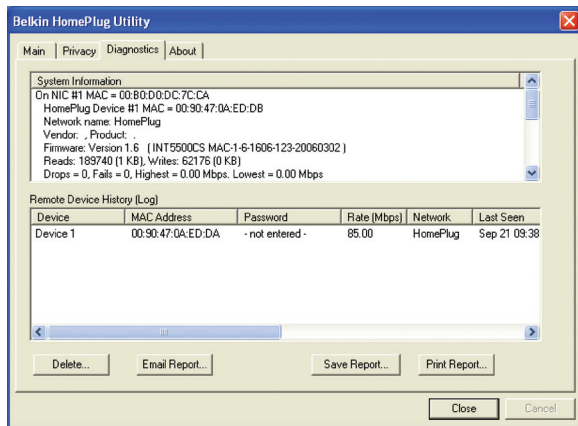 Belkin HomePlug Utility
Main Privacy Diagnostics About
System Information
On NIC #1 MAC = 00:B0:D0:DC:7C:CA
HomePlug Device #1 MAC = 00:90:47:0A:ED:DB
Network name: HomePlug
Vendor: , Product: .
Firmware: Version 1.6 ( INT5500CS MAC-1-6-1606-123-20060302 )
Reads: 189740 (1 KB), Writes: 62176 (0 KB)
Drops = 0, Fails = 0, Highest = 0.00 Mbps. Lowest = 0.00 Mbps
Remote Device History (Log)
Device MAC Address Password Rate (Mbps) Network Last Seen
Device 1 00:90:47:0A:ED:DA - not entered - 85.00 HomePlug Sep 21 09:38
Delete... Email Report... Save Report... Print Report...
Close Cancel